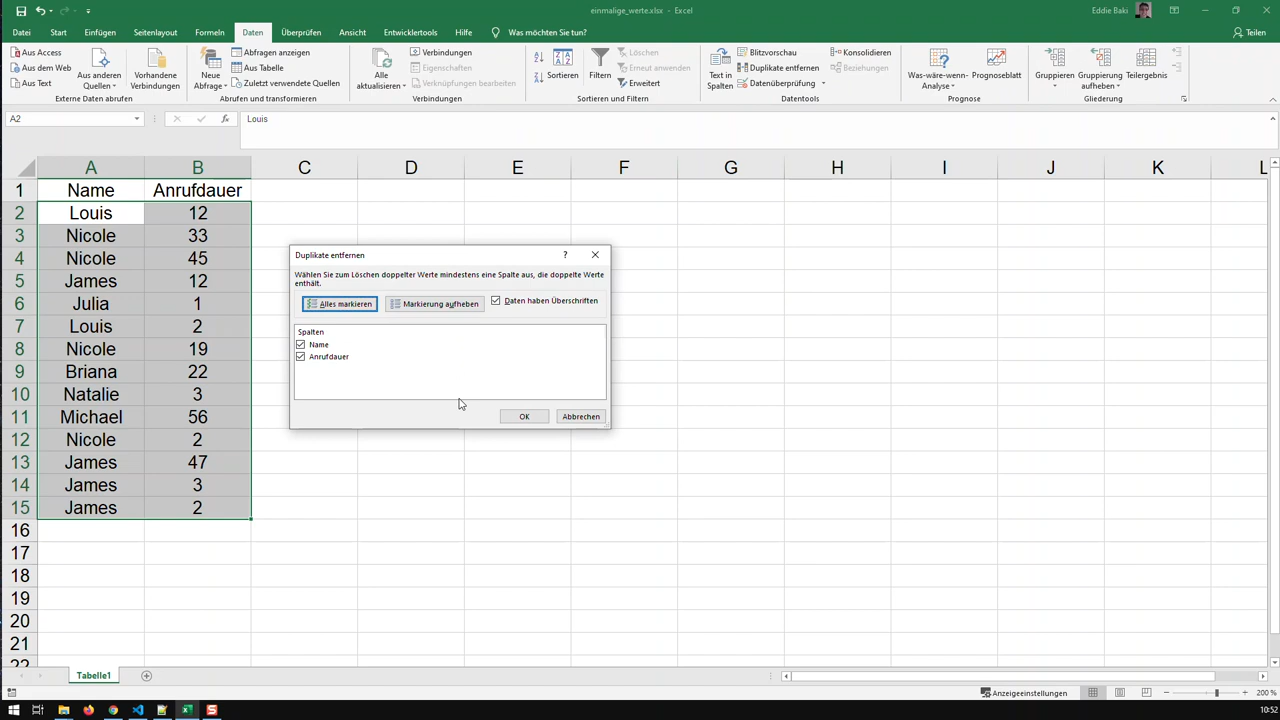 einmalige_werte.xlsx - Excel
Eddie Baki
Datei Start Einfügen Seitenlayout Formeln Daten Überprüfen Ansicht Entwicklertools Hilfe Was möchten Sie tun? Teilen
Aus Access
Aus dem Web
Aus Text
Aus anderen Quellen
Vorhandene Verbindungen
Externe Daten abrufen
Neue Abfrage
Abfragen anzeigen
Aus Tabelle
Zuletzt verwendete Quellen
Abrufen und transformieren
Alle aktualisieren
Verbindungen
Eigenschaften
Verknüpfungen bearbeiten
Verbindungen
Sortieren
Filtern
Löschen
Erneut anwenden
Erweitert
Sortieren und Filtern
Text in Spalten
Blitzvorschau
Duplikate entfernen
Datenüberprüfung
Konsolidieren
Beziehungen
Datentools
Was-wäre-wenn-Analyse
Prognoseblatt
Prognose
Gruppieren
Gruppierung aufheben
Teilergebnis
Gliederung
A2
Louis
A B C D E F G H I J K L
1 Name Anrufdauer
2 Louis 12
3 Nicole 33
4 Nicole 45
5 James 12
6 Julia 1
7 Louis 2
8 Nicole 19
9 Briana 22
10 Natalie 3
11 Michael 56
12 Nicole 2
13 James 47
14 James 3
15 James 2
16
17
18
19
20
21
22
Duplikate entfernen
Wählen Sie zum Löschen doppelter Werte mindestens eine Spalte aus, die doppelte Werte
enthält.
Alles markieren Markierung aufheben Daten haben Überschriften
Spalten
Name
Anrufdauer
OK Abbrechen
Tabelle1
Anzeigeeinstellungen
200 %
10:52